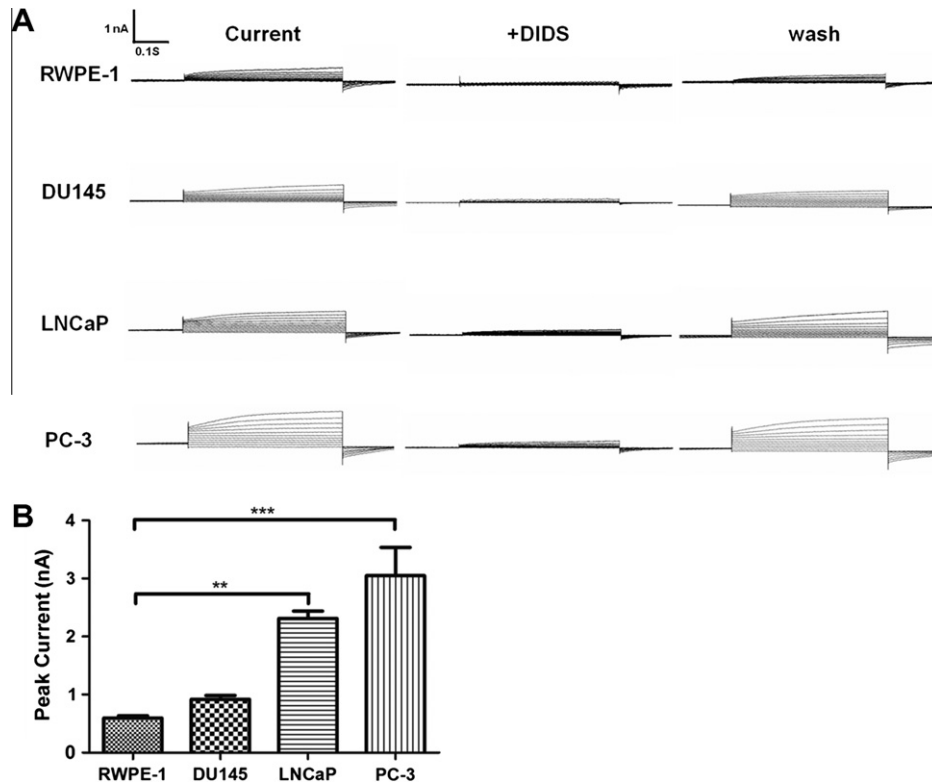 A
1 nA
0.1S
Current
+DIDS
wash
RWPE-1
DU145
LNCaP
PC-3
B
Peak Current (nA)
4
3
2
1
0
***
**
RWPE-1 DU145 LNCaP PC-3